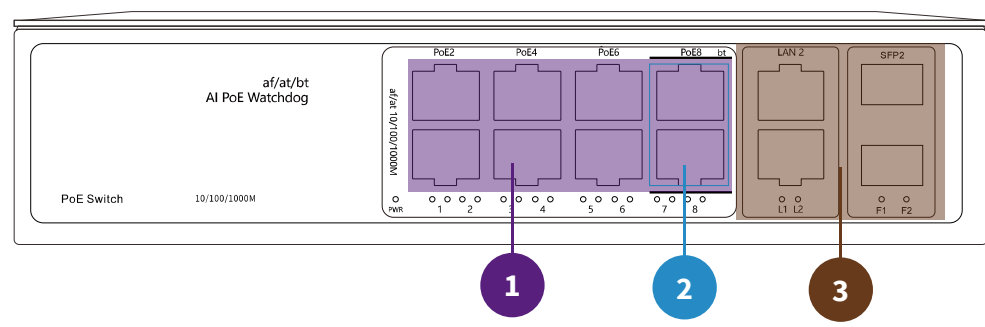 PoE2 PoE4 PoE6 PoE8 bt LAN 2 SFP2
af/at/bt
AI PoE Watchdog
af/at 10/100/1000M
PoE Switch 10/100/1000M
PWR 1 2 3 4 5 6 7 8 L1 L2 F1 F2
1 2 3